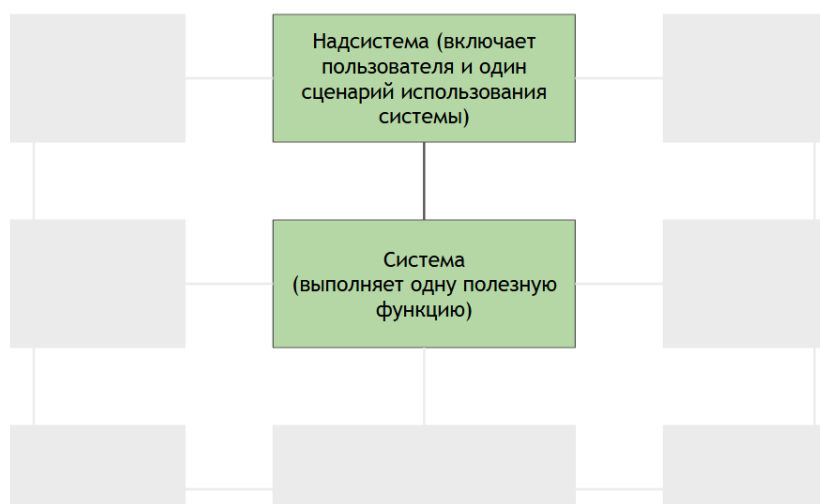 Надсистема (включает
пользователя и один
сценарий использования
системы)
Система
(выполняет одну полезную
функцию)